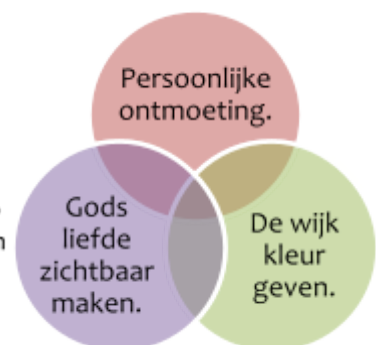 Persoonlijke
ontmoeting.
Gods
liefde
zichtbaar
maken.
De wijk
kleur
geven.